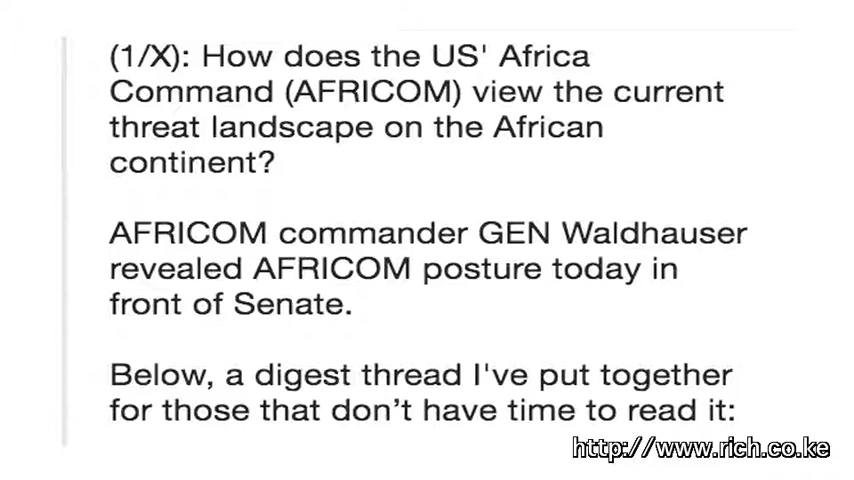 (1/X): How does the US' Africa
Command (AFRICOM) view the current
threat landscape on the African
continent?
AFRICOM commander GEN Waldhauser
revealed AFRICOM posture today in
front of Senate.
Below, a digest thread I've put together
for those that don’t have time to read it:
http://www.rich.co.ke